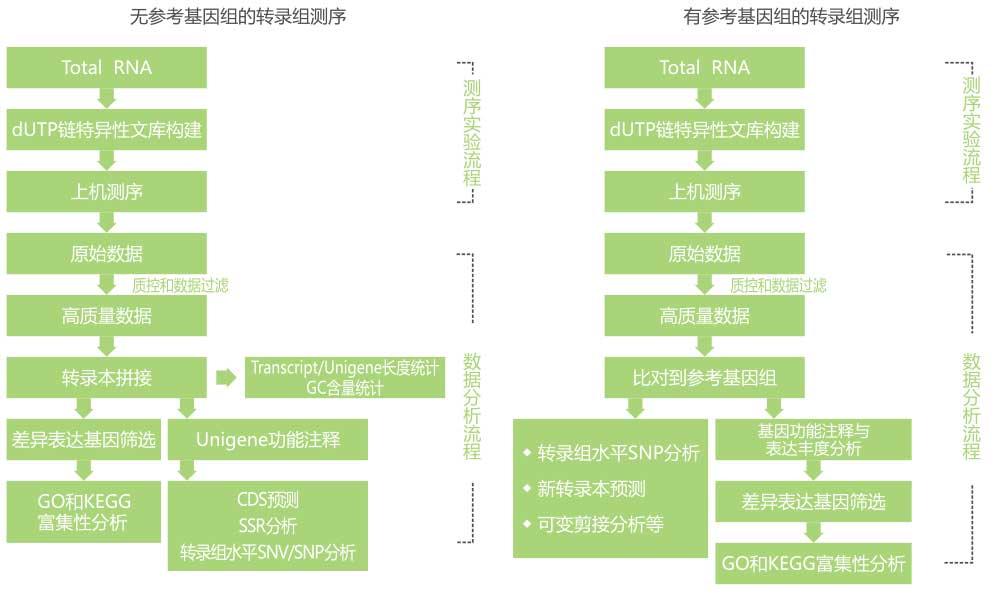 无参考基因组的转录组测序
Total RNA
dUTP链特异性文库构建
上机测序
原始数据
质控和数据过滤
高质量数据
转录本拼接
Transcript/Unigene长度统计
GC含量统计
差异表达基因筛选
Unigene功能注释
GO和KEGG
富集性分析
CDS预测
SSR分析
转录组水平SNV/SNP分析
测序实验流程
数据分析流程
有参考基因组的转录组测序
Total RNA
dUTP链特异性文库构建
上机测序
原始数据
质控和数据过滤
高质量数据
比对到参考基因组
转录组水平SNP分析
新转录本预测
可变剪接分析等
基因功能注释与
表达丰度分析
差异表达基因筛选
GO和KEGG富集性分析
测序实验流程
数据分析流程